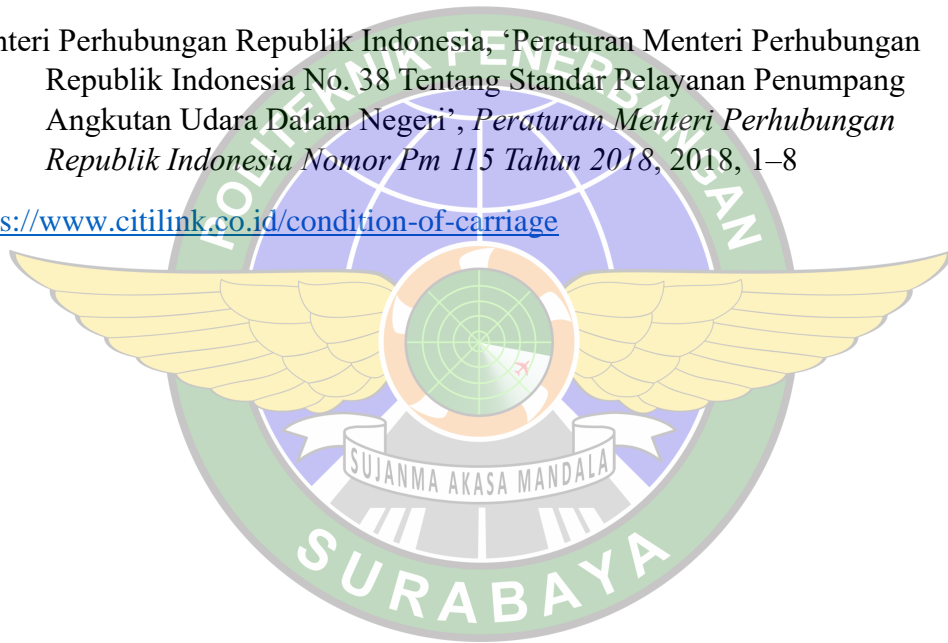 nteri Perhubungan Republik Indonesia, ‘Peraturan Menteri Perhubungan
Republik Indonesia No. 38 Tentang Standar Pelayanan Penumpang
Angkutan Udara Dalam Negeri’, Peraturan Menteri Perhubungan
Republik Indonesia Nomor Pm 115 Tahun 2018, 2018, 1–8
s://www.citilink.co.id/condition-of-carriage
POLITEKNIK PENERBANGAN
SUJANMA AKASA MANDALA
SURABAYA